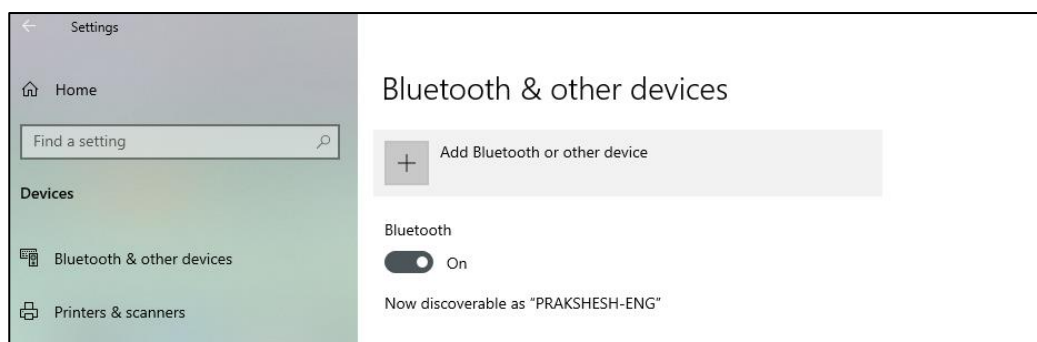 Settings
Home
Find a setting
Devices
Bluetooth & other devices
Printers & scanners
Bluetooth & other devices
Add Bluetooth or other device
Bluetooth
On
Now discoverable as “PRAKSHESH-ENG”